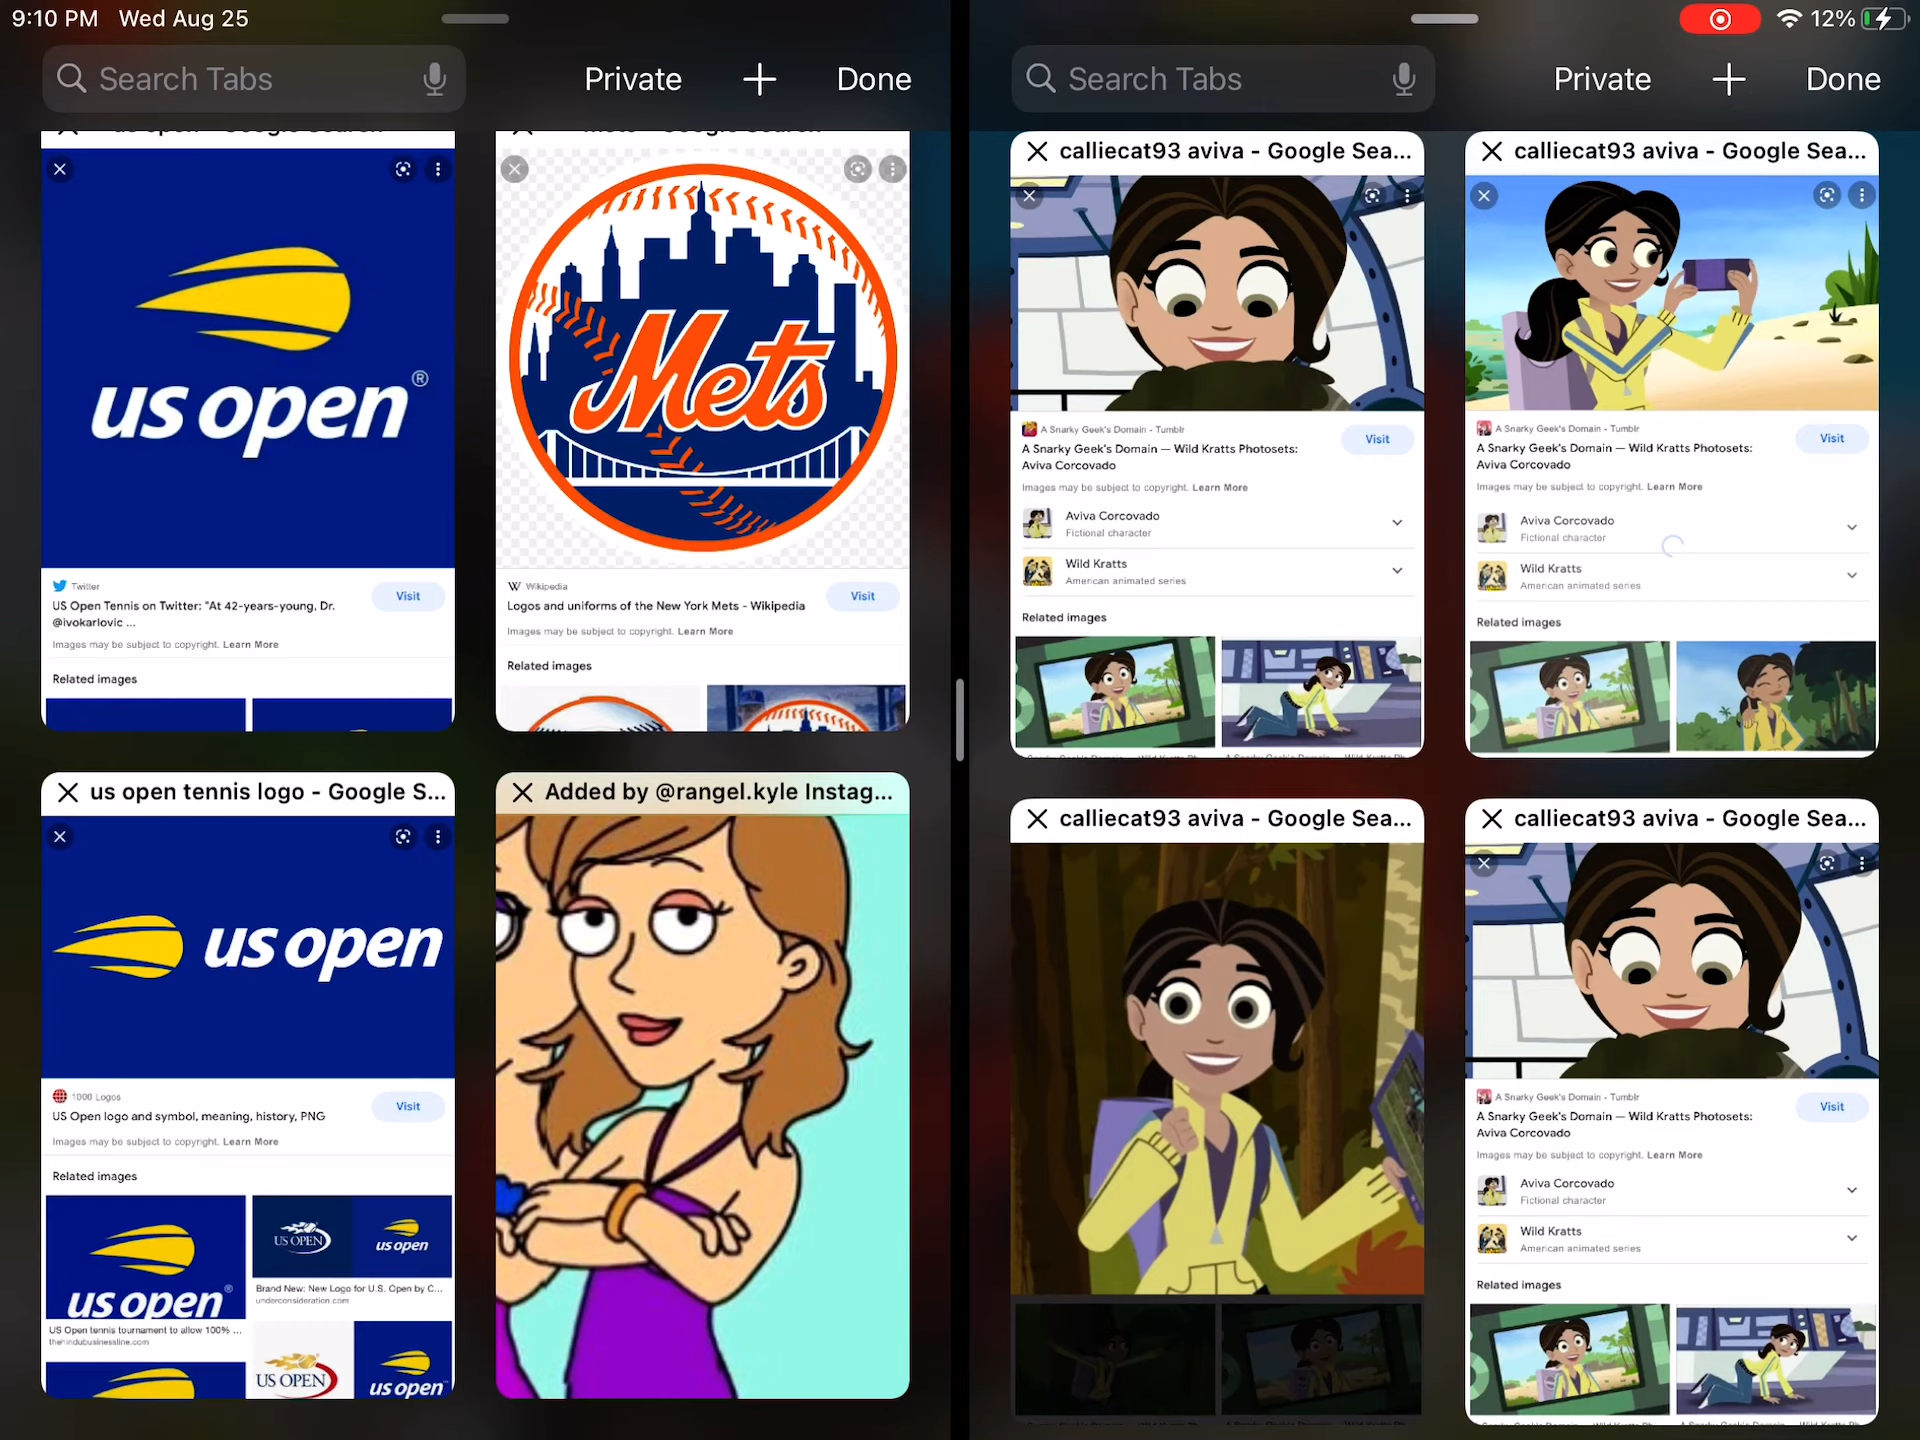 9:10 PM Wed Aug 25
12%
Search Tabs
Private
Done
Search Tabs
Private
Done
us open - Google Search
mets - Google Search
us open®
Mets
Twitter
US Open Tennis on Twitter: "At 42-years-young, Dr.
@ivokarlovic ...
Visit
Images may be subject to copyright. Learn More
Related images
W Wikipedia
Logos and uniforms of the New York Mets - Wikipedia
Visit
Images may be subject to copyright. Learn More
Related images
us open tennis logo - Google S...
us open
1000 Logos
US Open logo and symbol, meaning, history, PNG
Visit
Images may be subject to copyright. Learn More
Related images
us open®
US OPEN
us open
Brand New: New Logo for U.S. Open by C...
underconsideration.com
US Open tennis tournament to allow 100% ...
thehindubusinessline.com
US OPEN
us open
Added by @rangel.kyle Instag...
calliecat93 aviva - Google Sea...
A Snarky Geek's Domain - Tumblr
A Snarky Geek's Domain — Wild Kratts Photosets:
Aviva Corcovado
Visit
Images may be subject to copyright. Learn More
Aviva Corcovado
Fictional character
Wild Kratts
American animated series
Related images
calliecat93 aviva - Google Sea...
A Snarky Geek's Domain - Tumblr
A Snarky Geek's Domain — Wild Kratts Photosets:
Aviva Corcovado
Visit
Images may be subject to copyright. Learn More
Aviva Corcovado
Fictional character
Wild Kratts
American animated series
Related images
calliecat93 aviva - Google Sea...
calliecat93 aviva - Google Sea...
A Snarky Geek's Domain - Tumblr
A Snarky Geek's Domain — Wild Kratts Photosets:
Aviva Corcovado
Visit
Images may be subject to copyright. Learn More
Aviva Corcovado
Fictional character
Wild Kratts
American animated series
Related images